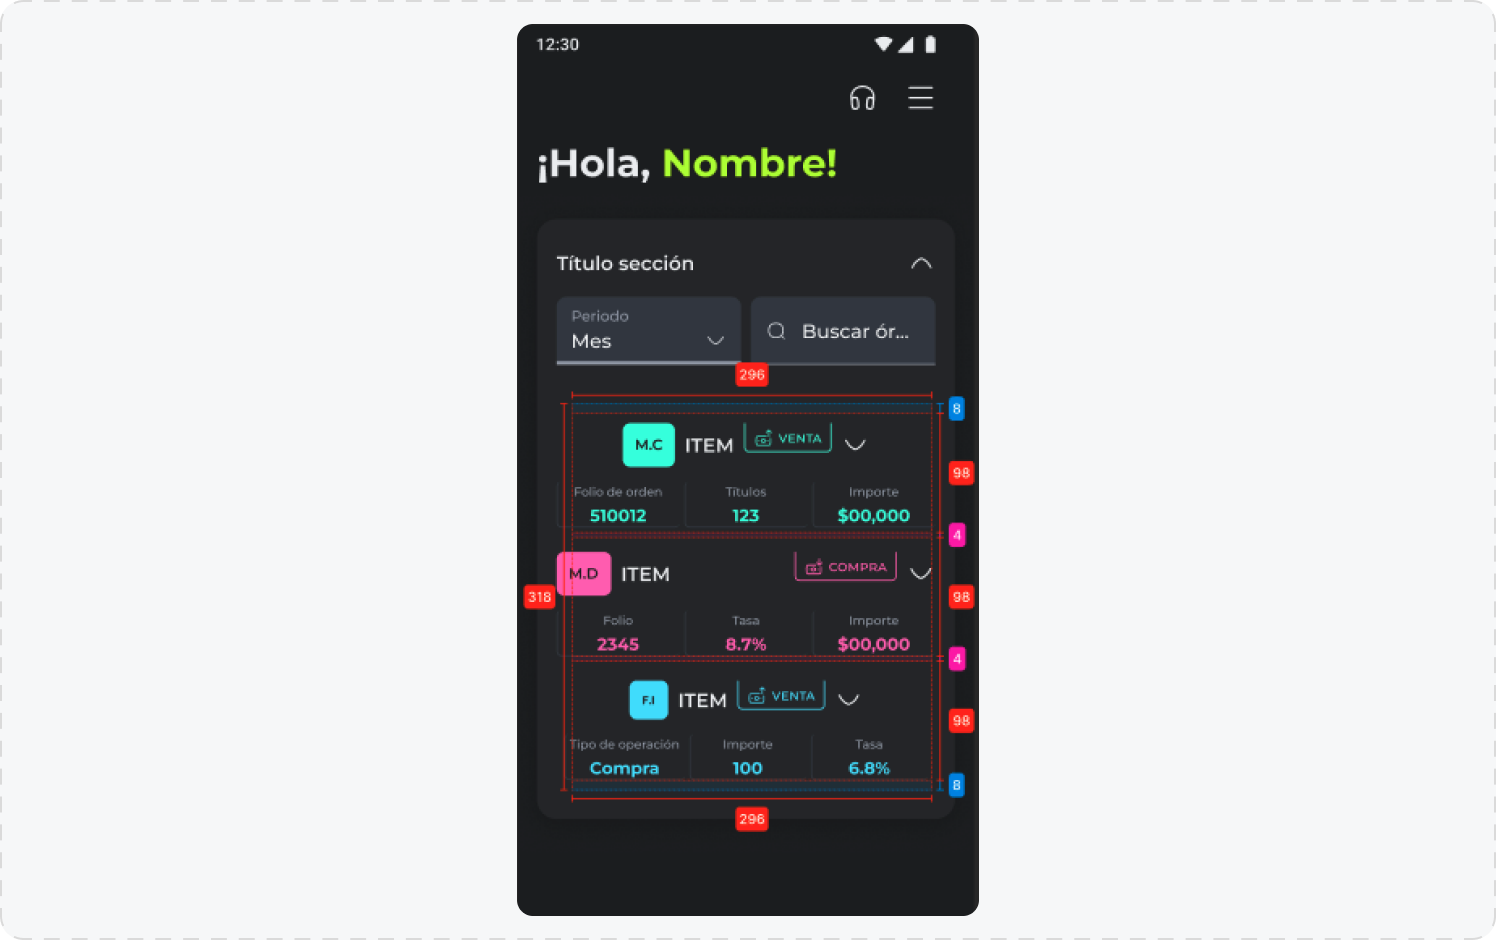 12:30
¡Hola, Nombre!
Título sección
Periodo
Mes
Buscar ór...
296
8
M.C ITEM VENTA
98
Folio de orden Títulos Importe
510012 123 $00,000
4
M.D ITEM COMPRA
318 98
Folio Tasa Importe
2345 8.7% $00,000
4
F.I ITEM VENTA
98
Tipo de operación Importe Tasa
Compra 100 6.8%
8
296